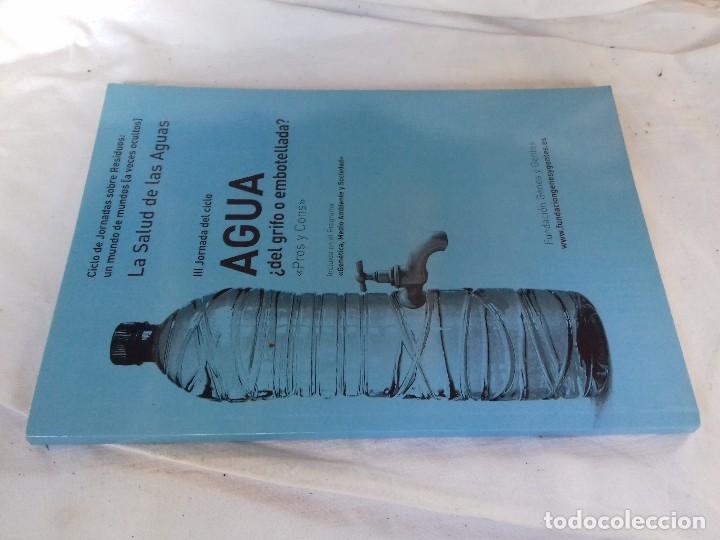 Ciclo de Jornadas sobre Residuos:
un mundo de mundos (a veces ocultos)
La Salud de las Aguas
III Jornada del ciclo
AGUA
¿del grifo o embotellada?
«Pros y Cons»
Incluida en el Programa
«Genética, Medio Ambiente y Sociedad»
Fundación Genes y Gentes
www.fundaciongenesygentes.es
todocoleccion